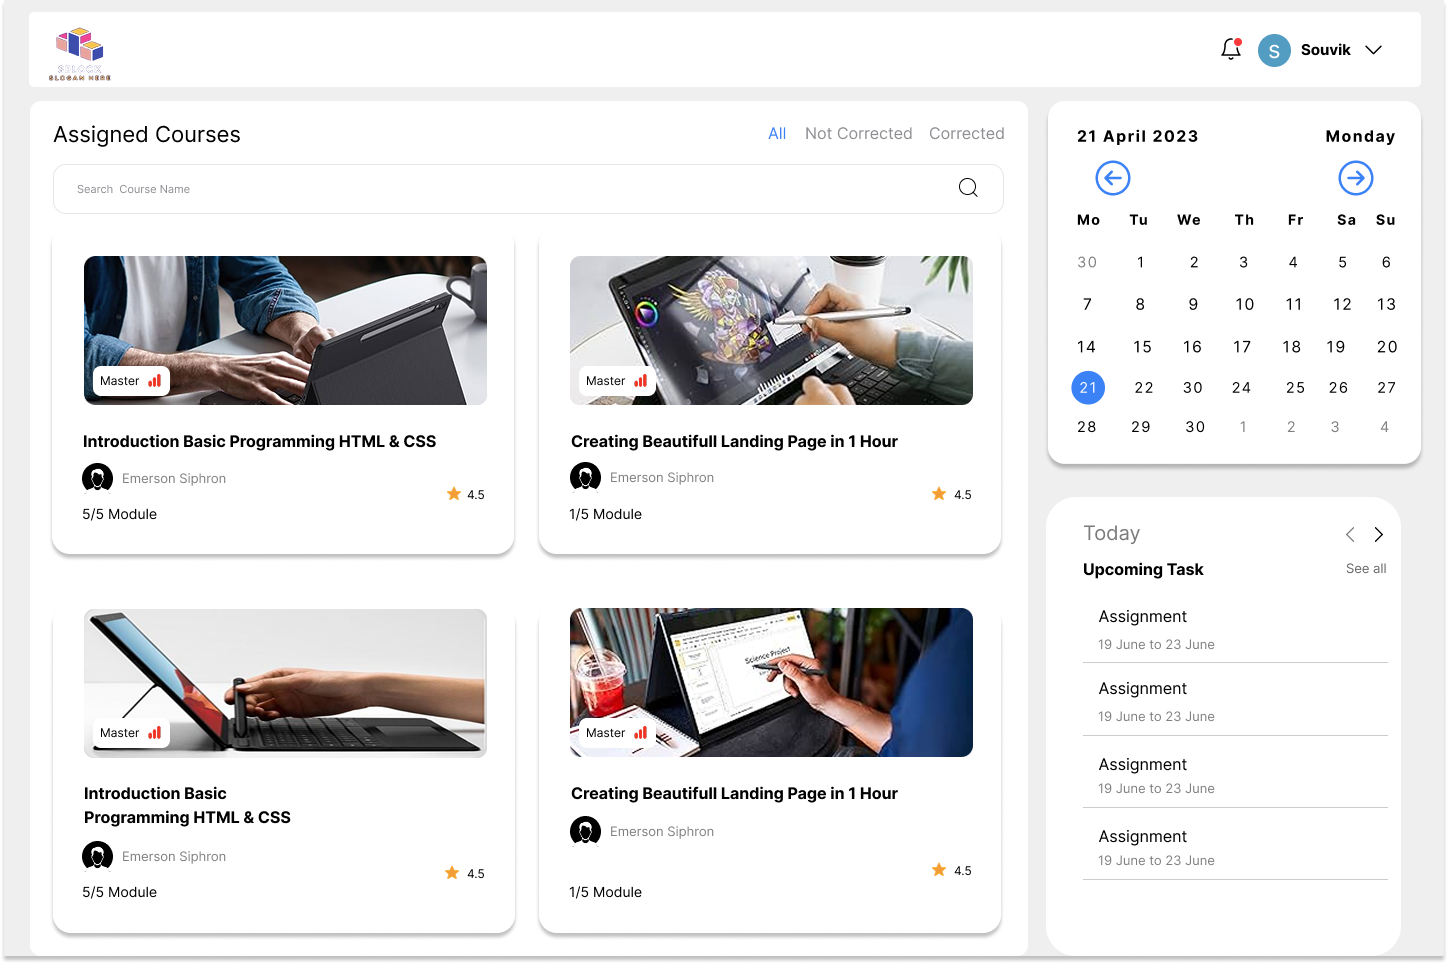 SLOGAN HERE
S
Souvik
Assigned Courses
All
Not Corrected
Corrected
Search Course Name
Master
Introduction Basic Programming HTML & CSS
Emerson Siphron
4.5
5/5 Module
Master
Creating Beautifull Landing Page in 1 Hour
Emerson Siphron
4.5
1/5 Module
Master
Introduction Basic
Programming HTML & CSS
Emerson Siphron
4.5
5/5 Module
Science Project
Master
Creating Beautifull Landing Page in 1 Hour
Emerson Siphron
4.5
1/5 Module
21 April 2023 Monday
Mo Tu We Th Fr Sa Su
30 1 2 3 4 5 6
7 8 9 10 11 12 13
14 15 16 17 18 19 20
21 22 30 24 25 26 27
28 29 30 1 2 3 4
Today
Upcoming Task
See all
Assignment
19 June to 23 June
Assignment
19 June to 23 June
Assignment
19 June to 23 June
Assignment
19 June to 23 June